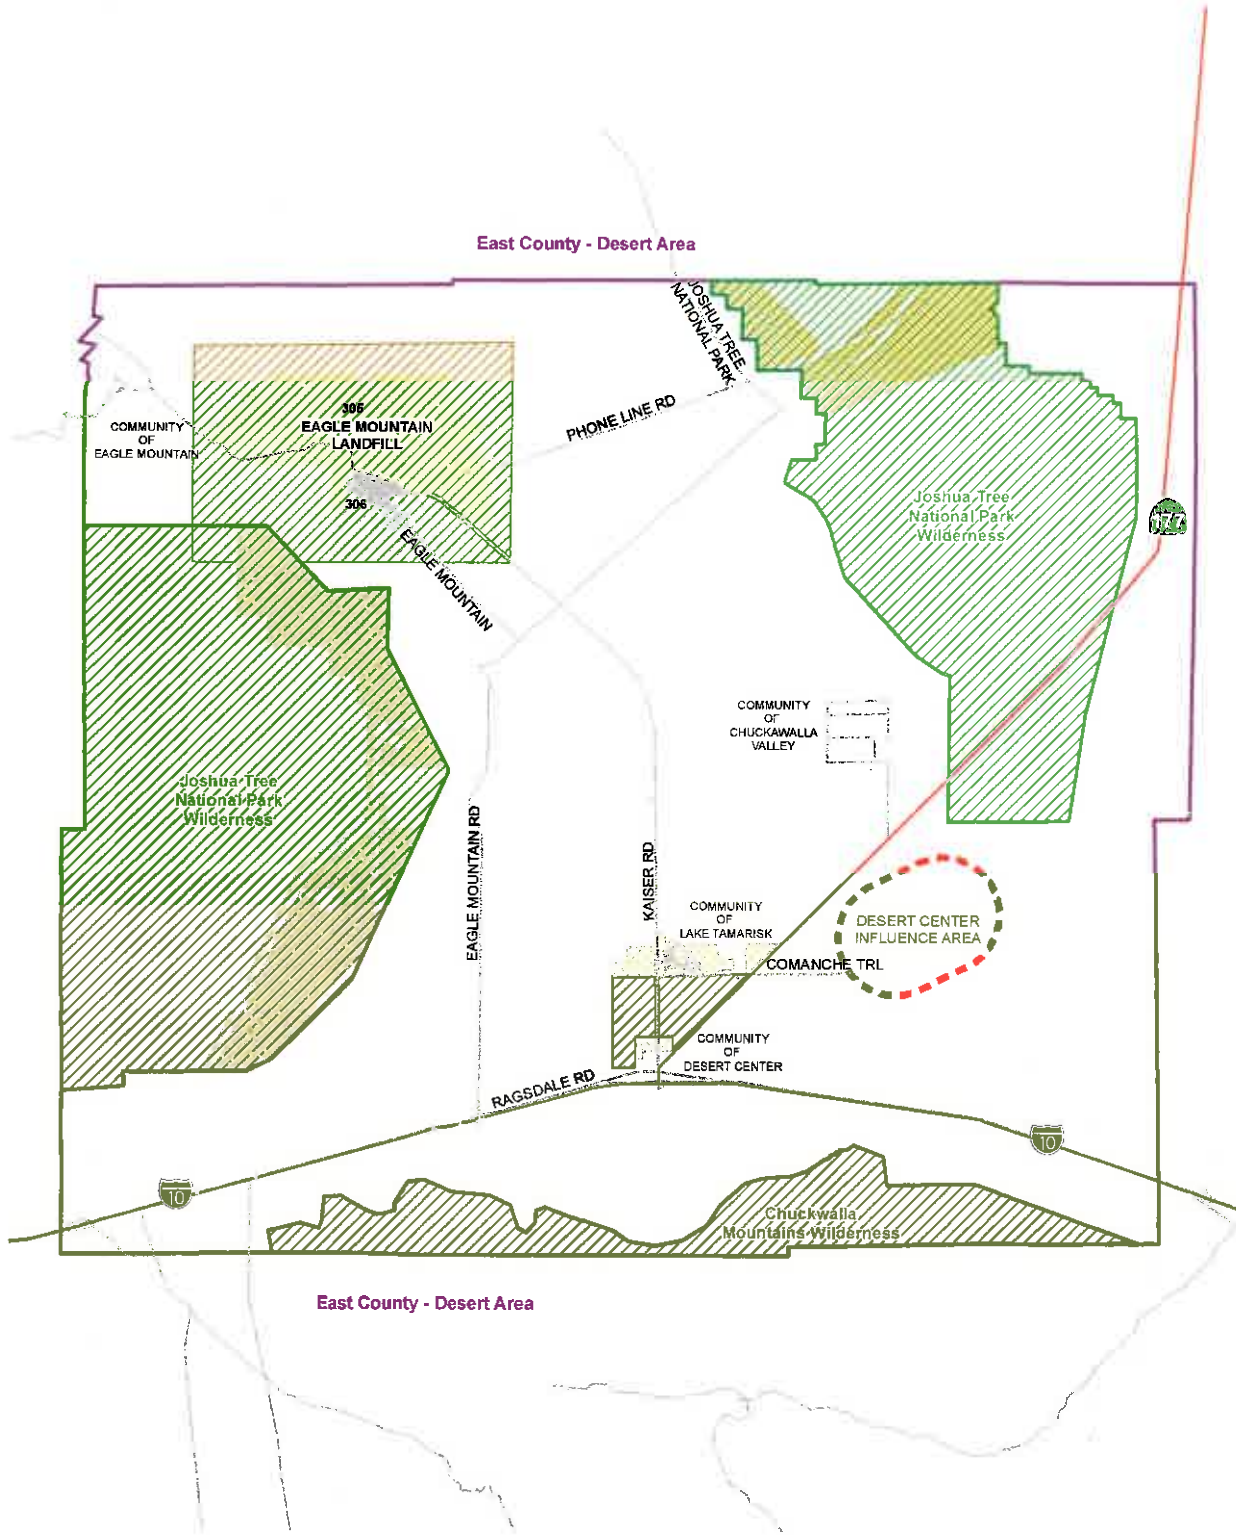 East County - Desert Area
JOSHUA TREE
NATIONAL PARK
305
EAGLE MOUNTAIN
LANDFILL
COMMUNITY
OF
EAGLE MOUNTAIN
PHONE LINE RD
306
EAGLE MOUNTAIN
Joshua Tree
National Park
Wilderness
177
COMMUNITY
OF
CHUCKAWALLA
VALLEY
Joshua Tree
National Park
Wilderness
EAGLE MOUNTAIN RD
KAISER RD
COMMUNITY
OF
LAKE TAMARISK
DESERT CENTER
INFLUENCE AREA
COMANCHE TRL
COMMUNITY
OF
DESERT CENTER
RAGSDALE RD
10
10
Chuckwalla
Mountains Wilderness
East County - Desert Area